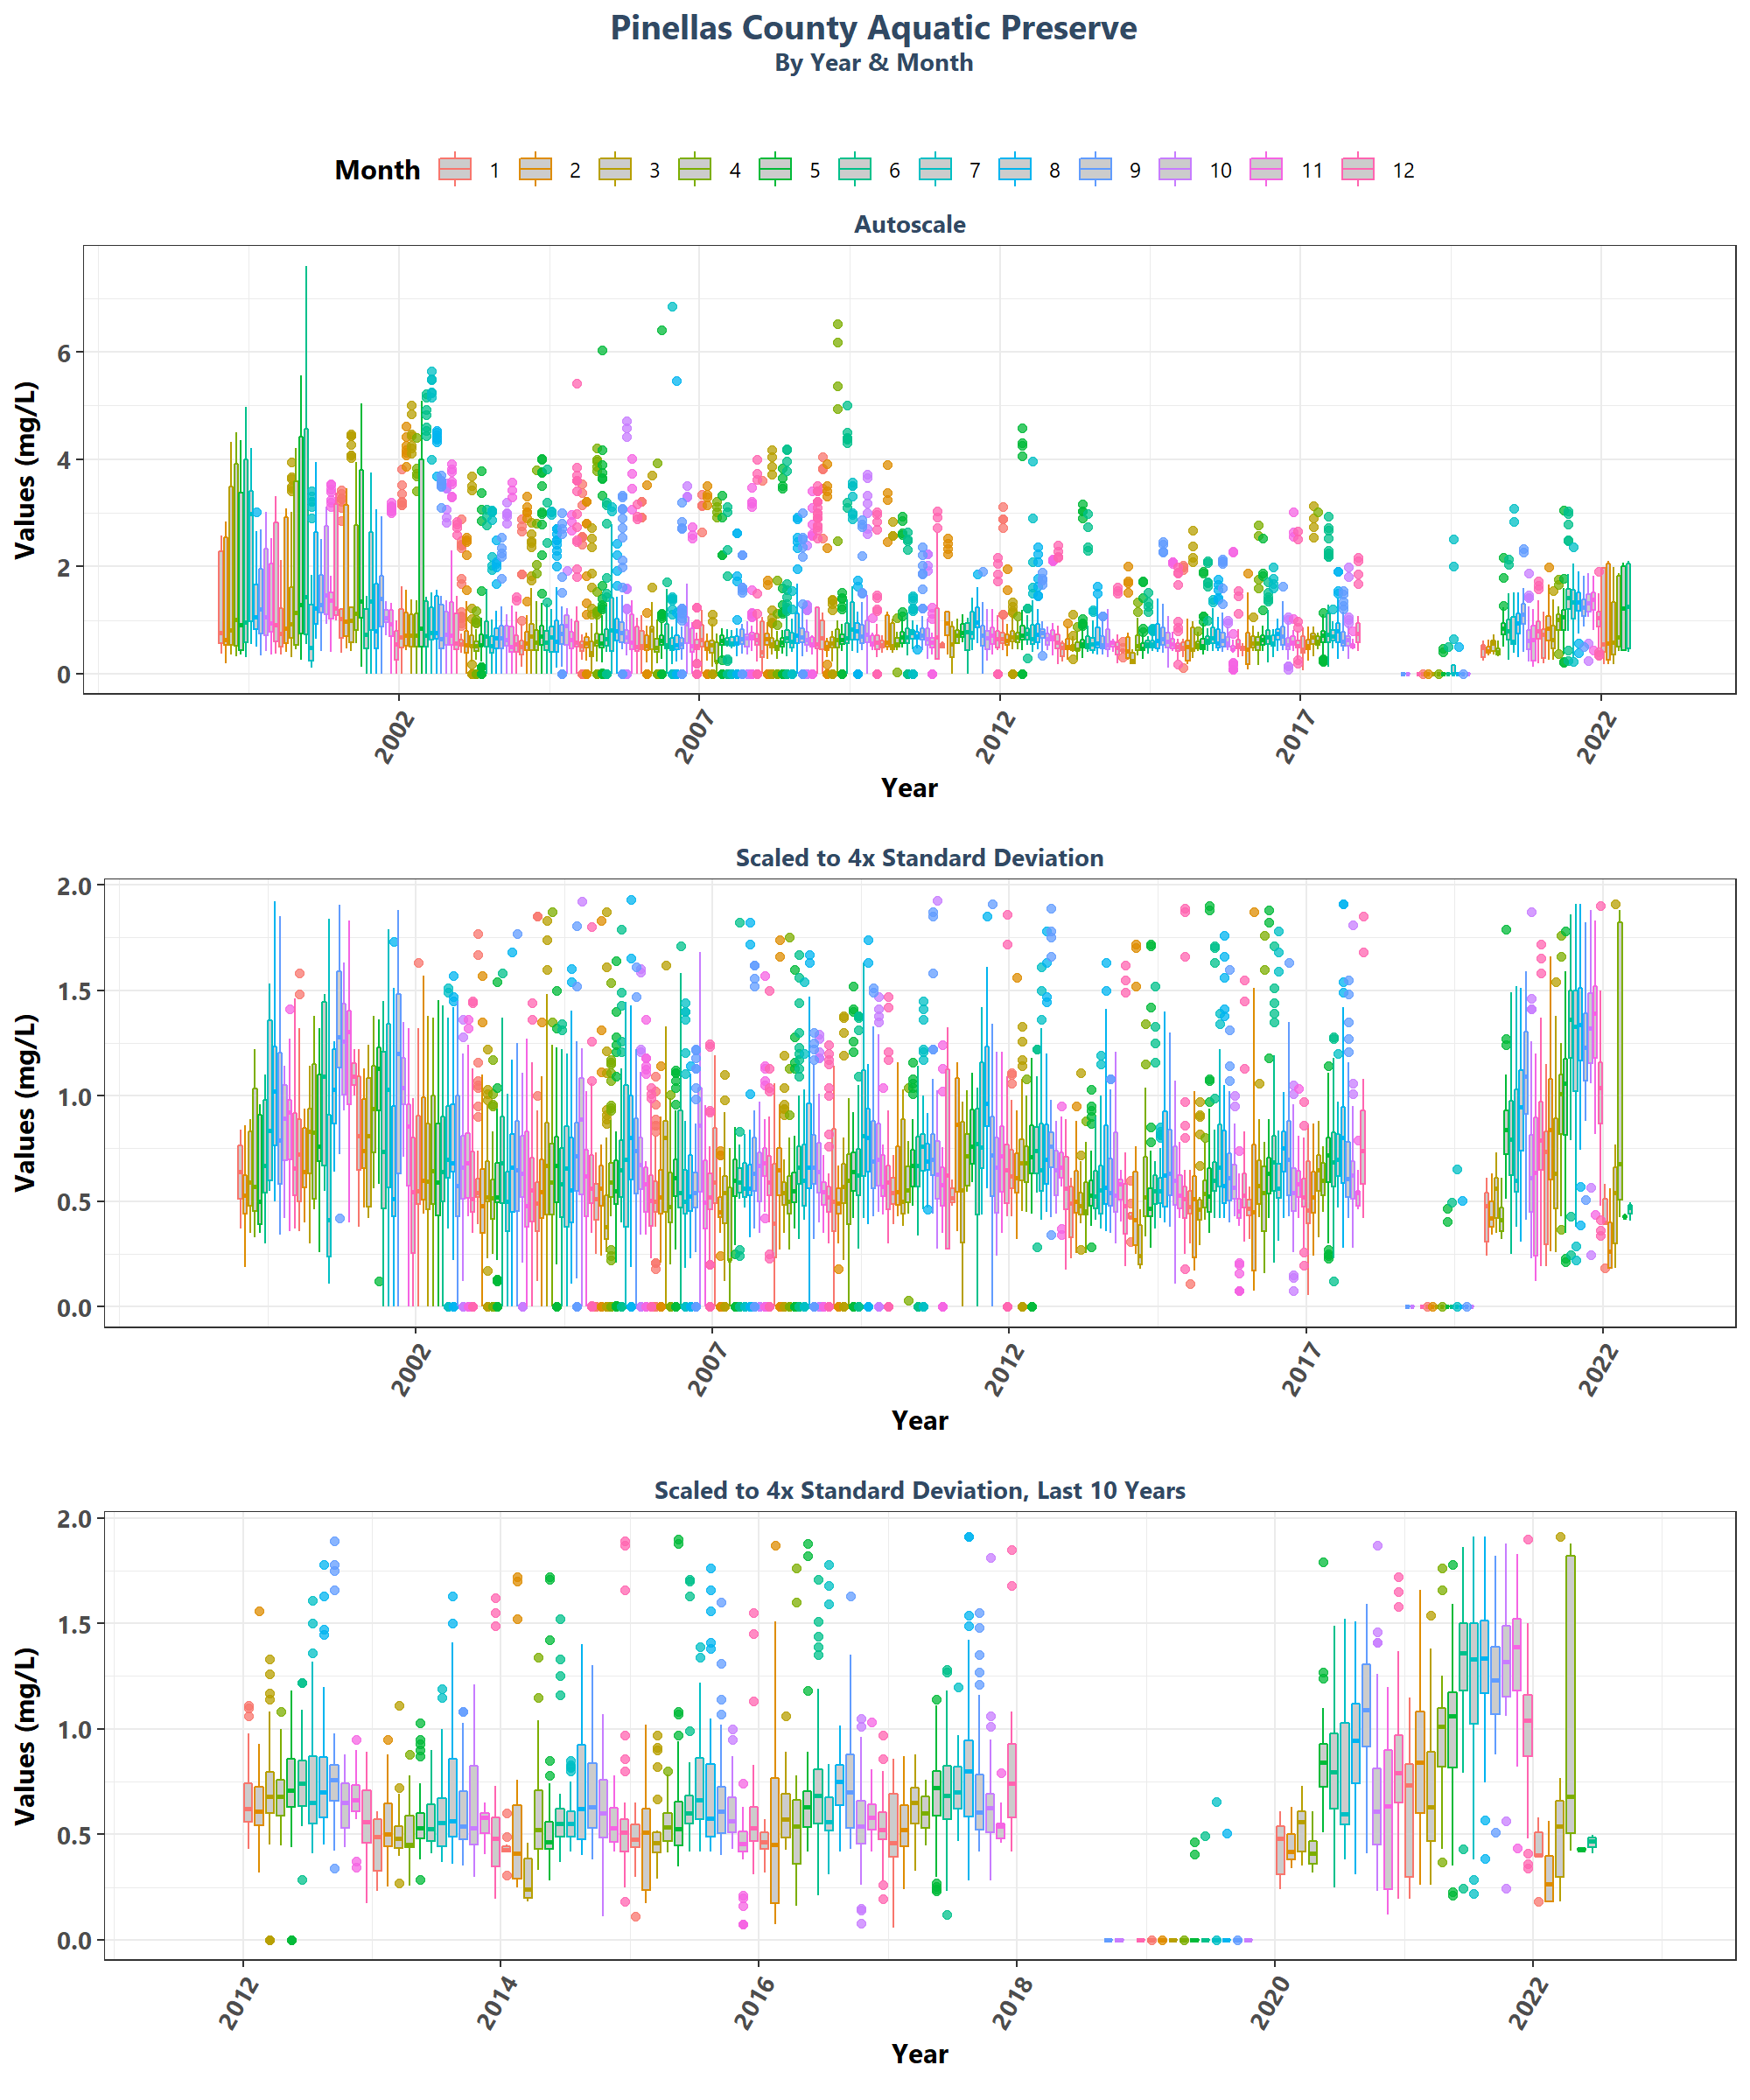 Pinellas County Aquatic Preserve
By Year & Month
Month 1 2 3 4 5 6 7 8 9 10 11 12
Autoscale
Values (mg/L)
6
4
2
0
2002 2007 2012 2017 2022
Year
Scaled to 4x Standard Deviation
Values (mg/L)
2.0
1.5
1.0
0.5
0.0
2002 2007 2012 2017 2022
Year
Scaled to 4x Standard Deviation, Last 10 Years
Values (mg/L)
2.0
1.5
1.0
0.5
0.0
2012 2014 2016 2018 2020 2022
Year